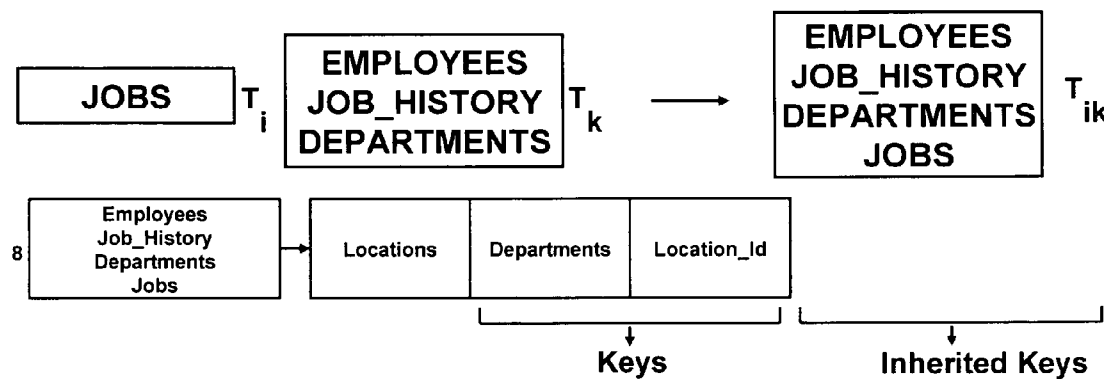 JOBS
T i
EMPLOYEES
JOB_HISTORY
DEPARTMENTS
T k
EMPLOYEES
JOB_HISTORY
DEPARTMENTS
JOBS
T ik
8
Employees
Job_History
Departments
Jobs
Locations
Departments
Location_Id
Keys
Inherited Keys